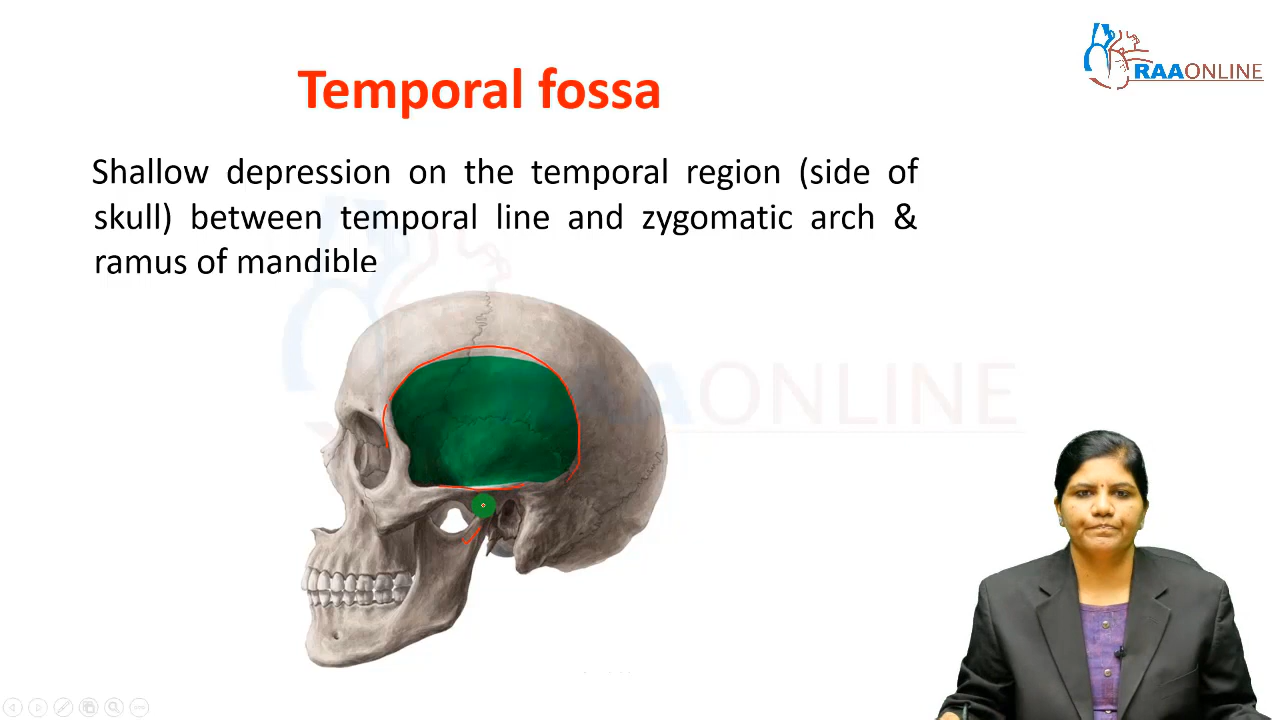 RAAONLINE
Temporal fossa
Shallow depression on the temporal region (side of
skull) between temporal line and zygomatic arch &
ramus of mandible
RAAONLINE